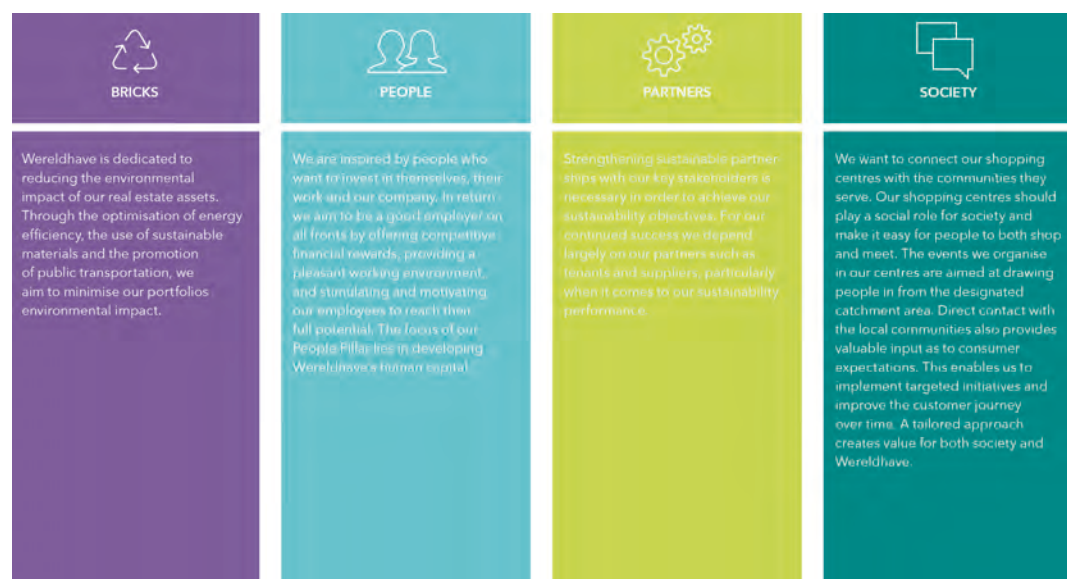 BRICKS
Wereldhave is dedicated to
reducing the environmental
impact of our real estate assets.
Through the optimisation of energy
efficiency, the use of sustainable
materials and the promotion
of public transportation, we
aim to minimise our portfolios
environmental impact.
PEOPLE
We are inspired by people who
want to invest in themselves, their
work and our company. In return
we aim to be a good employer on
all fronts by offering competitive
financial rewards, providing a
pleasant working environment,
and stimulating and motivating
our employees to reach their
full potential. The focus of our
People Pillar lies in developing
Wereldhave's human capital
PARTNERS
Strengthening sustainable partner
ships with our key stakeholders is
necessary in order to achieve our
sustainability objectives. For our
continued success we depend
largely on our partners such as
tenants and suppliers, particularly
when it comes to our sustainability
performance.
SOCIETY
We want to connect our shopping
centres with the communities they
serve. Our shopping centres should
play a social role for society and
make it easy for people to both shop
and meet. The events we organise
in our centres are aimed at drawing
people in from the designated
catchment area. Direct contact with
the local communities also provides
valuable input as to consumer
expectations. This enables us to
implement targeted initiatives and
improve the customer journey
over time. A tailored approach
creates value for both society and
Wereldhave.